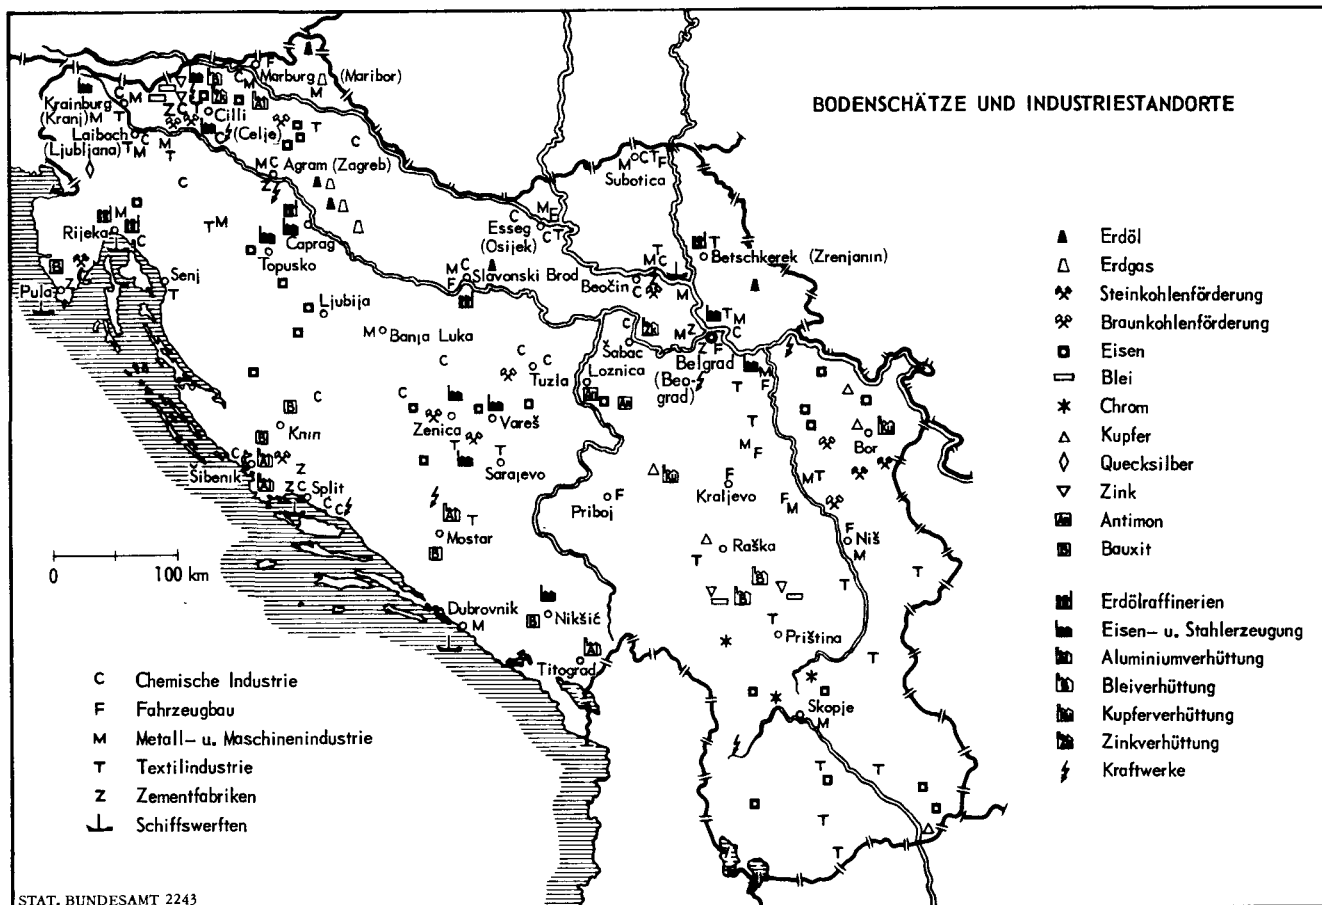 BODENSCHÄTZE UND INDUSTRIESTANDORTE
Marburg (Maribor)
Krainburg
(Kranj)
Cilli
(Celje)
Laibach
(Ljubljana)
Agram (Zagreb)
Subotica
Rijeka
Caprag
Esseg
(Osijek)
Betschkerek (Zrenjanin)
Topusko
Slavonski Brod
Beočin
Pula
Senj
Ljubija
Banja Luka
Šabac
Belgrad
(Beo-
grad)
Tuzla
Loznica
Knin
Zenica
Vareš
Bor
Šibenik
Sarajevo
Split
Priboj
Kraljevo
Mostar
Raška
Niš
0 100 km
Dubrovnik
Nikšić
Priština
Titograd
Skopje
Erdöl
Erdgas
Steinkohlenförderung
Braunkohlenförderung
Eisen
Blei
Chrom
Kupfer
Quecksilber
Zink
An Antimon
B Bauxit
Erdölraffinerien
Eisen- u. Stahlerzeugung
Aluminiumverhüttung
Bleiverhüttung
Kupferverhüttung
Zinkverhüttung
Kraftwerke
C Chemische Industrie
F Fahrzeugbau
M Metall- u. Maschinenindustrie
T Textilindustrie
Z Zementfabriken
Schiffswerften
STAT. BUNDESAMT 2243